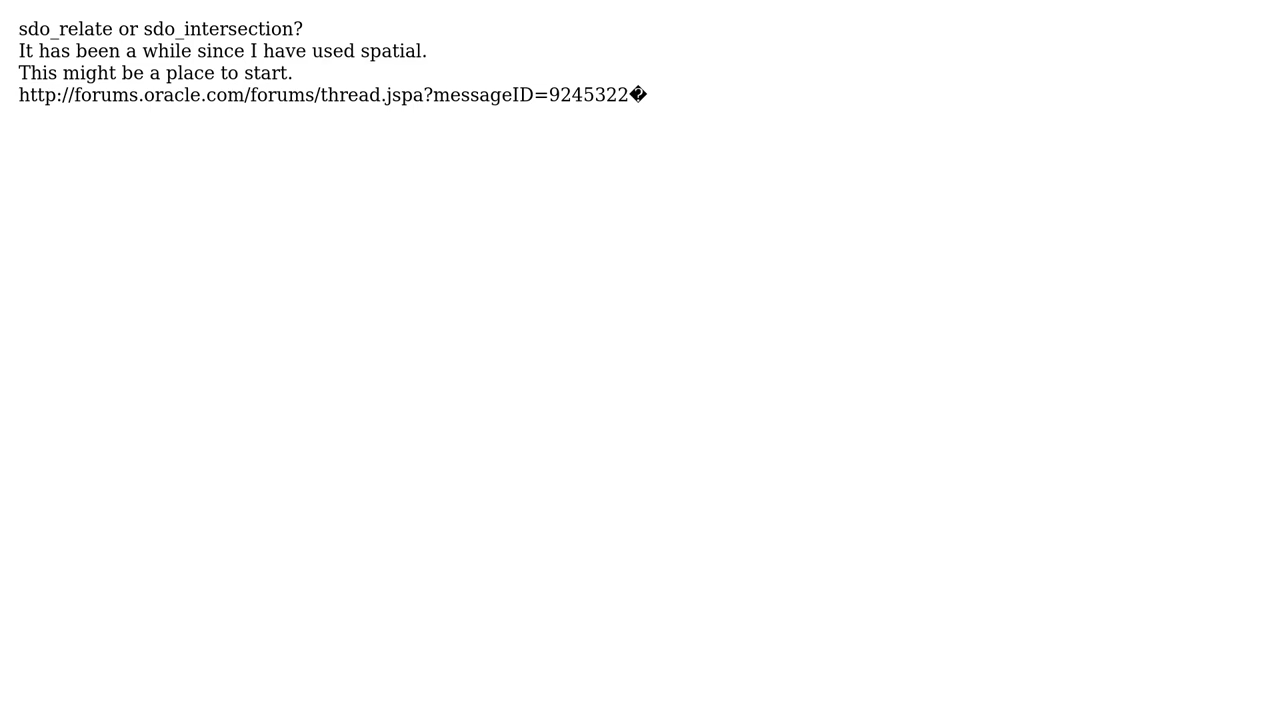 sdo_relate or sdo_intersection?
It has been a while since I have used spatial.
This might be a place to start.
http://forums.oracle.com/forums/thread.jspa?messageID=9245322�